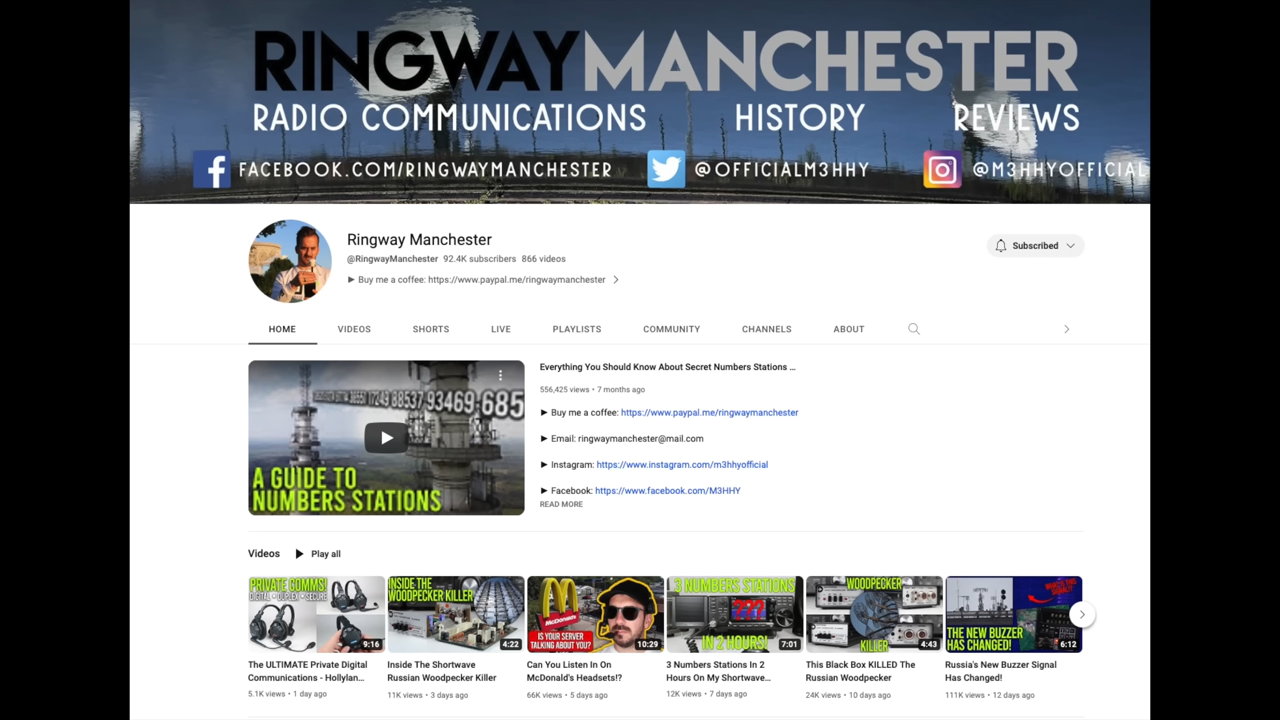 RINGWAYMANCHESTER
RADIO COMMUNICATIONS HISTORY REVIEWS
FACEBOOK.COM/RINGWAYMANCHESTER @OFFICIALM3HHY @M3HHYOFFICIAL
Ringway Manchester
@RingwayManchester 92.4K subscribers 866 videos
► Buy me a coffee: https://www.paypal.me/ringwaymanchester
Subscribed
HOME VIDEOS SHORTS LIVE PLAYLISTS COMMUNITY CHANNELS ABOUT
A GUIDE TO
NUMBERS STATIONS
Everything You Should Know About Secret Numbers Stations ...
556,425 views • 7 months ago
► Buy me a coffee: https://www.paypal.me/ringwaymanchester
► Email: ringwaymanchester@mail.com
► Instagram: https://www.instagram.com/m3hhyofficial
► Facebook: https://www.facebook.com/M3HHY
READ MORE
Videos Play all
PRIVATE COMMS!
DIGITAL • DUPLEX • SECURE
9:16
The ULTIMATE Private Digital
Communications - Hollylan...
5.1K views • 1 day ago
INSIDE THE
WOODPECKER KILLER
4:22
Inside The Shortwave
Russian Woodpecker Killer
11K views • 3 days ago
McDonald's
IS YOUR SERVER
TALKING ABOUT YOU?
10:29
Can You Listen In On
McDonald's Headsets!?
66K views • 5 days ago
3 NUMBERS STATIONS
???
IN 2 HOURS!
7:01
3 Numbers Stations In 2
Hours On My Shortwave...
12K views • 7 days ago
WOODPECKER
KILLER
4:43
This Black Box KILLED The
Russian Woodpecker
24K views • 10 days ago
THE NEW BUZZER
HAS CHANGED!
6:12
Russia's New Buzzer Signal
Has Changed!
111K views • 12 days ago